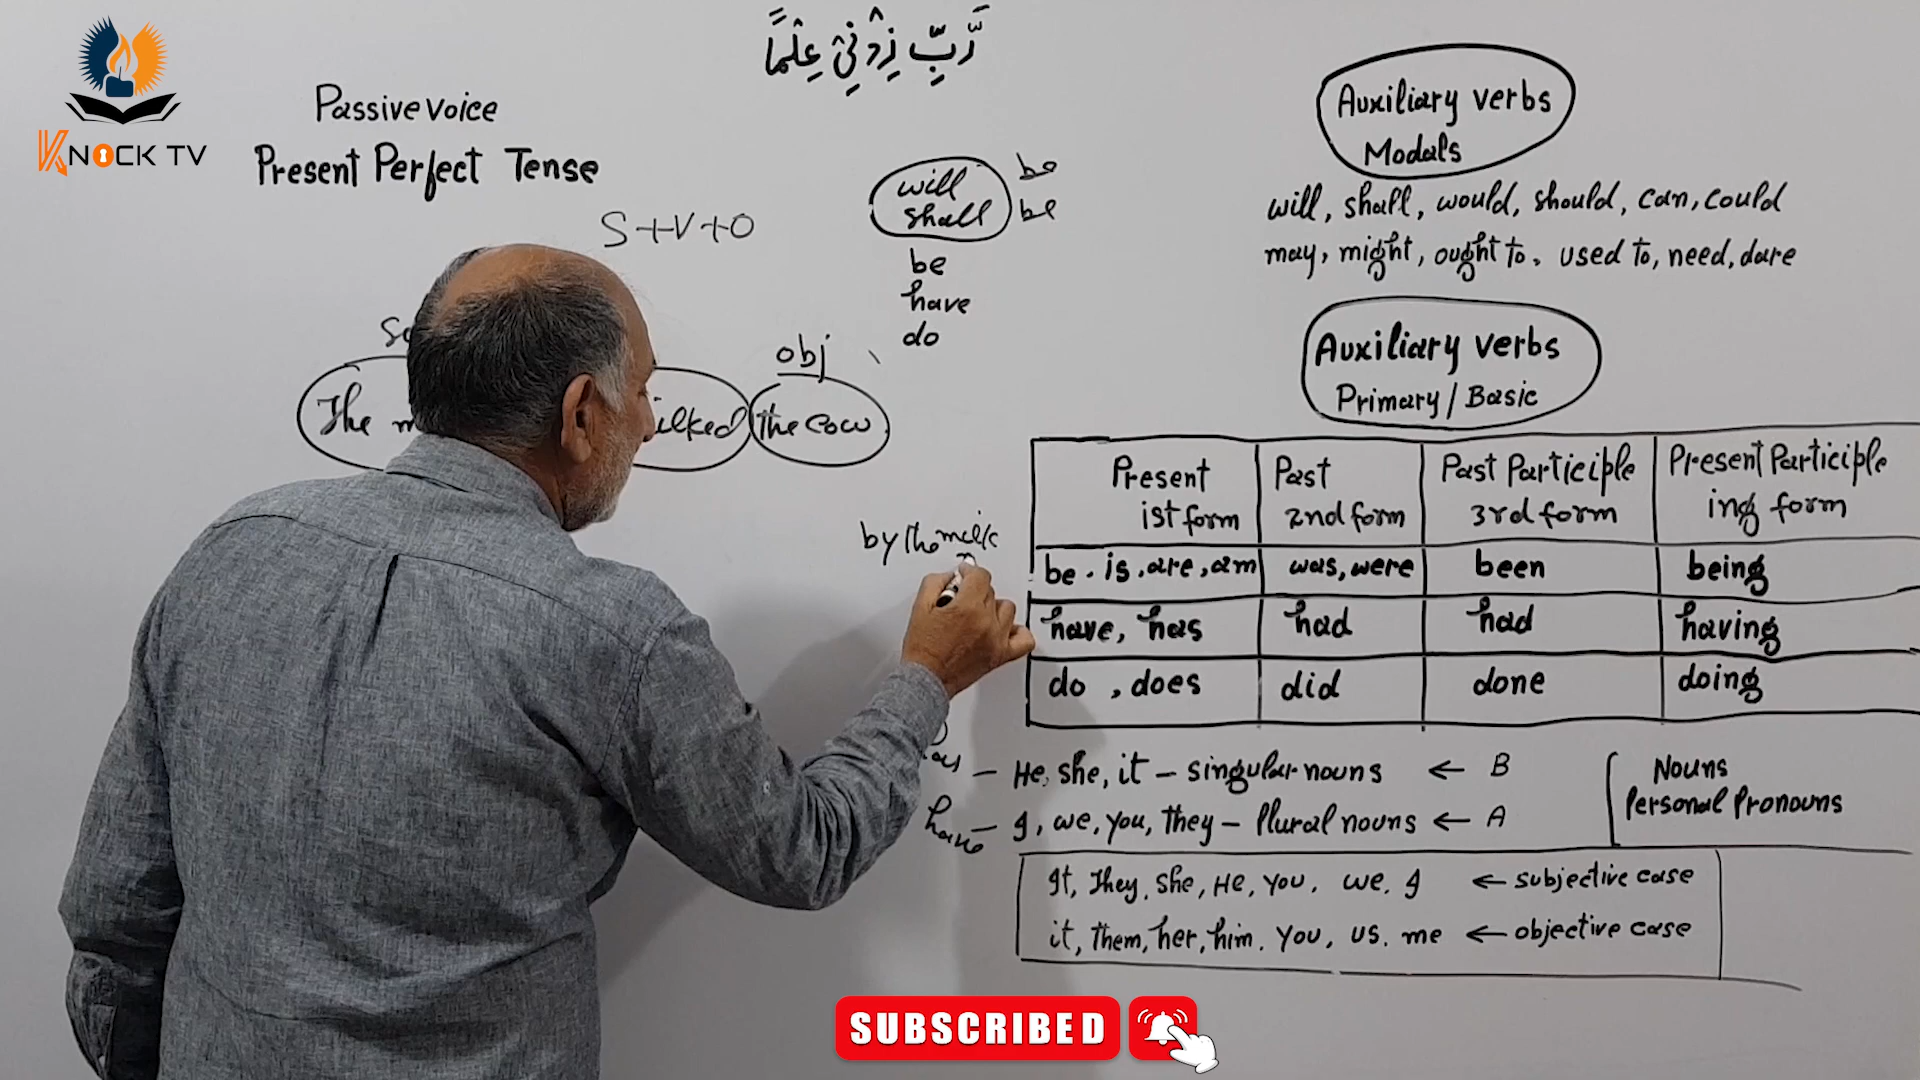 رَّبِّ زِدْنِیْ عِلْمًا
KNOCK TV
Passive Voice
Present Perfect Tense
S+V+O
will be
shall be
be
have
do
obj
The milked the cow
by the milk
Auxiliary verbs
Modals
will, shall, would, should, can, could
may, might, ought to, used to, need, dare
Auxiliary verbs
Primary/Basic
Present Past Past Participle Present Participle
1st form 2nd form 3rd form ing form
be . is, are, am was, were been being
have, has had had having
do , does did done doing
– He, she, it – singular nouns ← B
have – I, we, you, they – Plural nouns ← A
Nouns
Personal Pronouns
It, They, She, He, You, we, I ← subjective case
it, them, her, him, You, us, me ← objective case
SUBSCRIBED